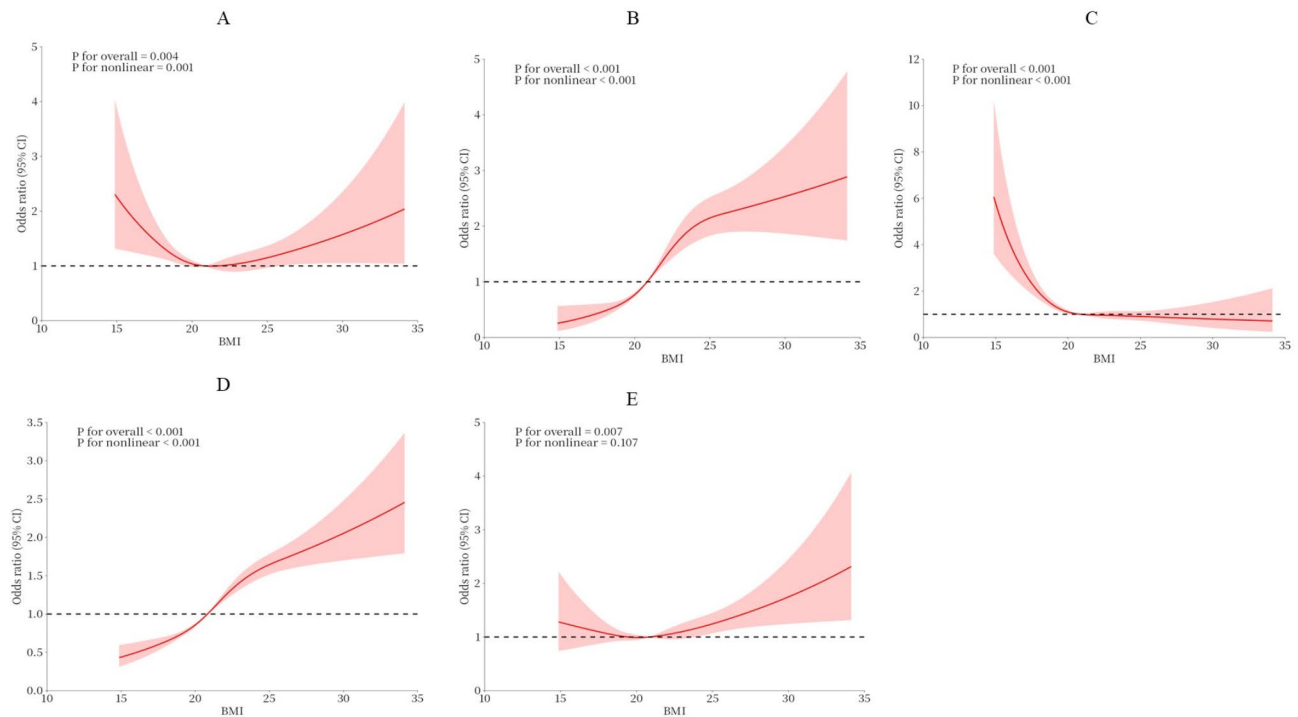 A
P for overall = 0.004
P for nonlinear = 0.001
Odds ratio (95% CI)
5
4
3
2
1
0
10 15 20 25 30 35
BMI
B
P for overall < 0.001
P for nonlinear < 0.001
Odds ratio (95% CI)
5
4
3
2
1
0
10 15 20 25 30 35
BMI
C
P for overall < 0.001
P for nonlinear < 0.001
Odds ratio (95% CI)
12
10
8
6
4
2
0
10 15 20 25 30 35
BMI
D
P for overall < 0.001
P for nonlinear < 0.001
Odds ratio (95% CI)
3.5
3.0
2.5
2.0
1.5
1.0
0.5
0.0
10 15 20 25 30 35
BMI
E
P for overall = 0.007
P for nonlinear = 0.107
Odds ratio (95% CI)
5
4
3
2
1
0
10 15 20 25 30 35
BMI